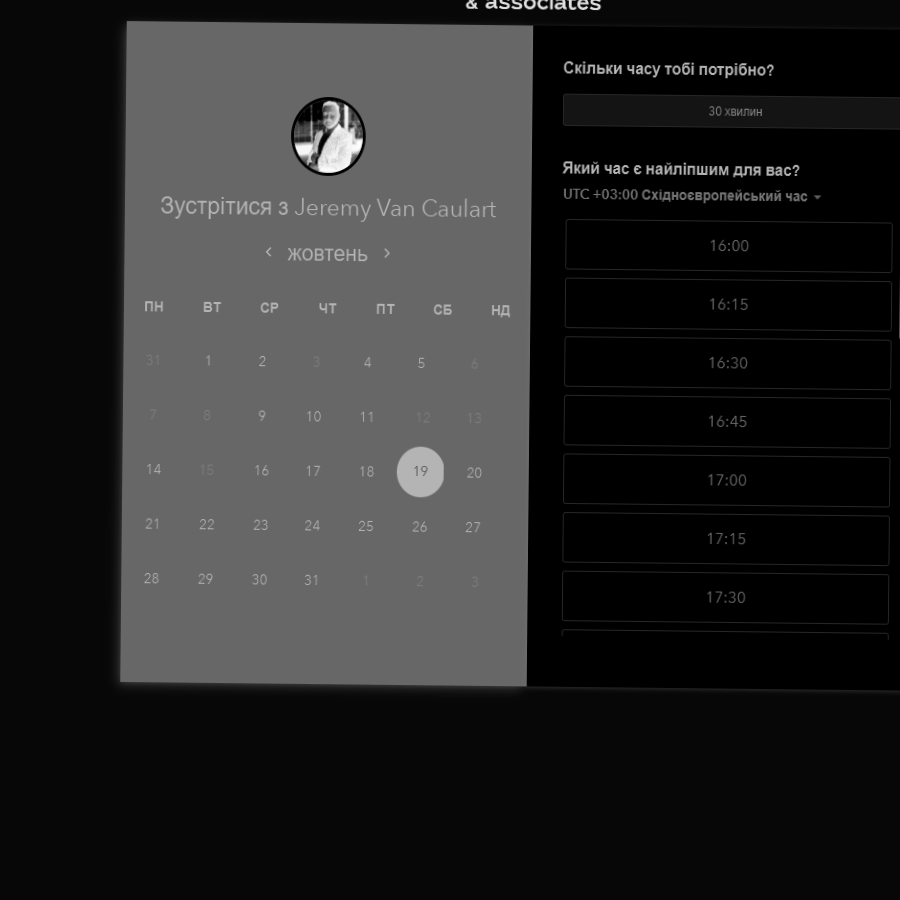 & associates
Зустрітися з Jeremy Van Caulart
жовтень
ПН ВТ СР ЧТ ПТ СБ НД
31 1 2 3 4 5 6
7 8 9 10 11 12 13
14 15 16 17 18 19 20
21 22 23 24 25 26 27
28 29 30 31 1 2 3
Скільки часу тобі потрібно?
30 хвилин
Який час є найліпшим для вас?
UTC +03:00 Східноєвропейський час
16:00
16:15
16:30
16:45
17:00
17:15
17:30